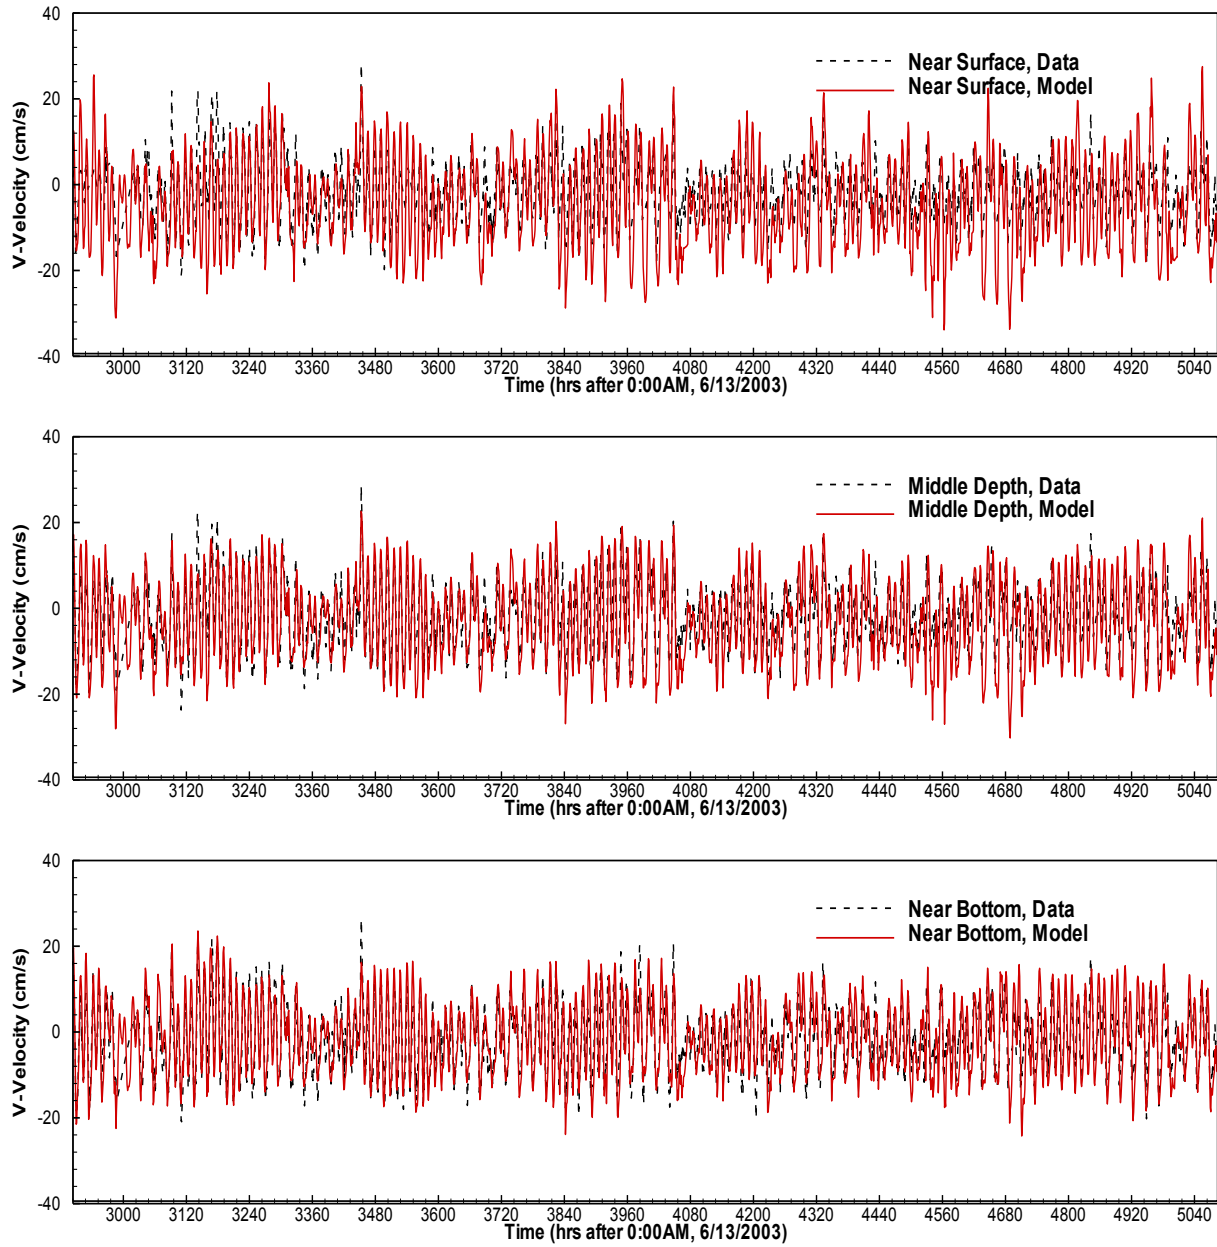 40
20
0
-20
-40
V-Velocity (cm/s)
Near Surface, Data
Near Surface, Model
3000 3120 3240 3360 3480 3600 3720 3840 3960 4080 4200 4320 4440 4560 4680 4800 4920 5040
Time (hrs after 0:00AM, 6/13/2003)
40
20
0
-20
-40
V-Velocity (cm/s)
Middle Depth, Data
Middle Depth, Model
3000 3120 3240 3360 3480 3600 3720 3840 3960 4080 4200 4320 4440 4560 4680 4800 4920 5040
Time (hrs after 0:00AM, 6/13/2003)
40
20
0
-20
-40
V-Velocity (cm/s)
Near Bottom, Data
Near Bottom, Model
3000 3120 3240 3360 3480 3600 3720 3840 3960 4080 4200 4320 4440 4560 4680 4800 4920 5040
Time (hrs after 0:00AM, 6/13/2003)